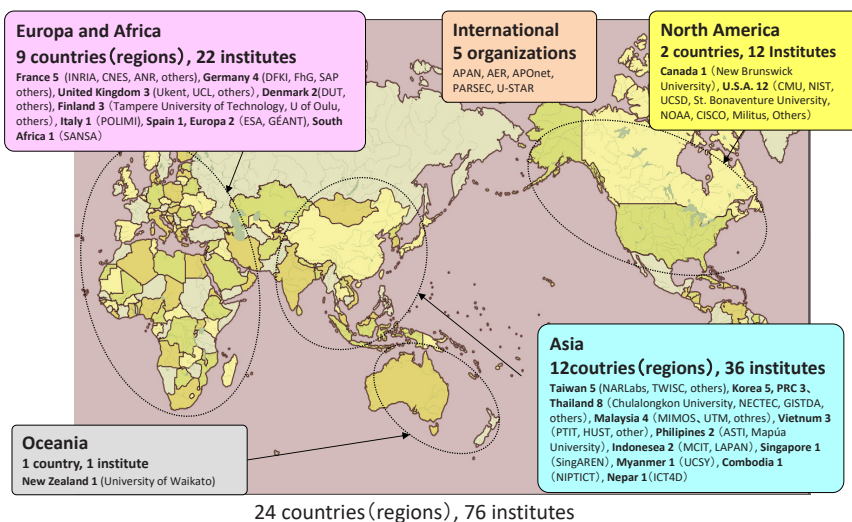 Europa and Africa
9 countries(regions), 22 institutes
France 5 (INRIA, CNES, ANR, others), Germany 4 (DFKI, FhG, SAP
others), United Kingdom 3 (Ukent, UCL, others), Denmark 2(DUT,
others), Finland 3 (Tampere University of Technology, U of Oulu,
others), Italy 1 (POLIMI), Spain 1, Europa 2 (ESA, GÉANT), South
Africa 1 (SANSA)
International
5 organizations
APAN, AER, APOnet,
PARSEC, U-STAR
North America
2 countries, 12 Institutes
Canada 1 (New Brunswick
University), U.S.A. 12 (CMU, NIST,
UCSD, St. Bonaventure University,
NOAA, CISCO, Militus, Others)
Asia
12coutries(regions), 36 institutes
Taiwan 5 (NARLabs, TWISC, others), Korea 5, PRC 3、
Thailand 8 (Chulalongkon University, NECTEC, GISTDA,
others), Malaysia 4 (MIMOS、UTM, othres), Vietnum 3
(PTIT, HUST, other), Philipines 2 (ASTI, Mapúa
University), Indonesea 2 (MCIT, LAPAN), Singapore 1
(SingAREN), Myanmer 1 (UCSY), Combodia 1
(NIPTICT), Nepar 1(ICT4D)
Oceania
1 country, 1 institute
New Zealand 1 (University of Waikato)
24 countries(regions), 76 institutes